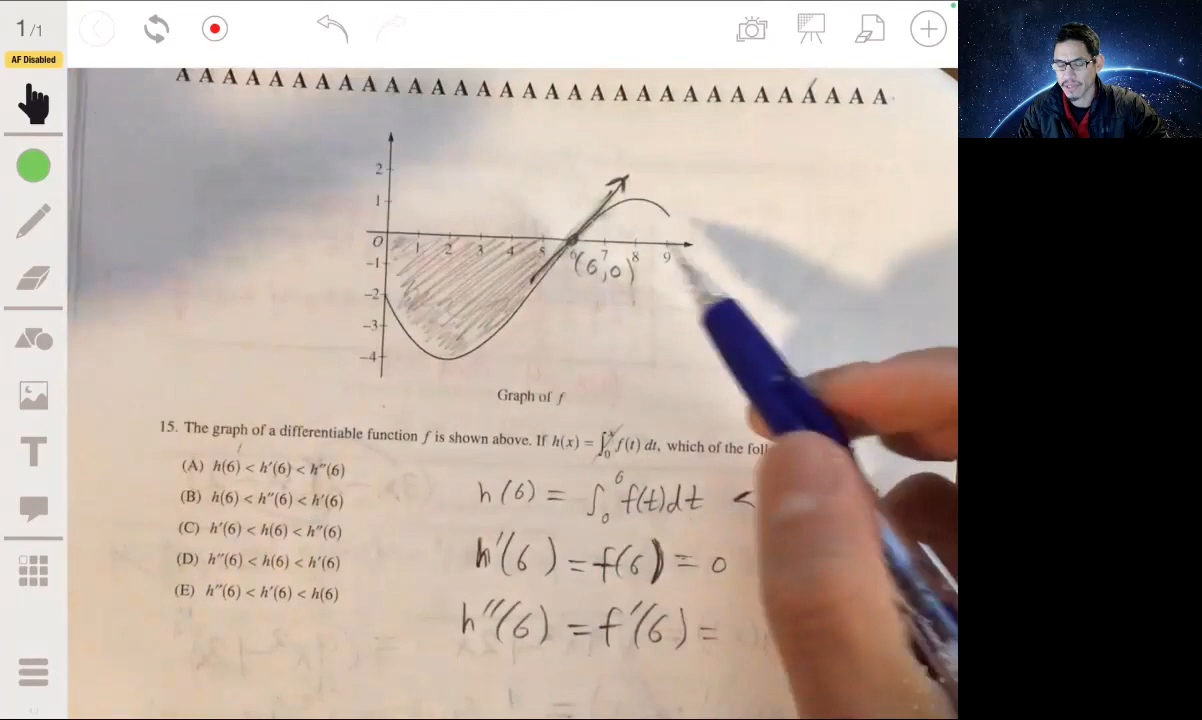 1/1
AF Disabled
A A A A A A A A A A A A A A A A A A A A A A A A A A A A A A A
2
1
O 1 2 3 4 5 6 7 8 9
(6,0)
-1
-2
-3
-4
Graph of f
15. The graph of a differentiable function f is shown above. If h(x) = ∫₀ˣ f(t) dt, which of the
(A) h(6) < h′(6) < h″(6)
(B) h(6) < h″(6) < h′(6)
(C) h′(6) < h(6) < h″(6)
(D) h″(6) < h(6) < h′(6)
(E) h″(6) < h′(6) < h(6)
h(6) = ∫₀⁶ f(t)dt <
h′(6) = f(6) = 0
h″(6) = f′(6) =
T